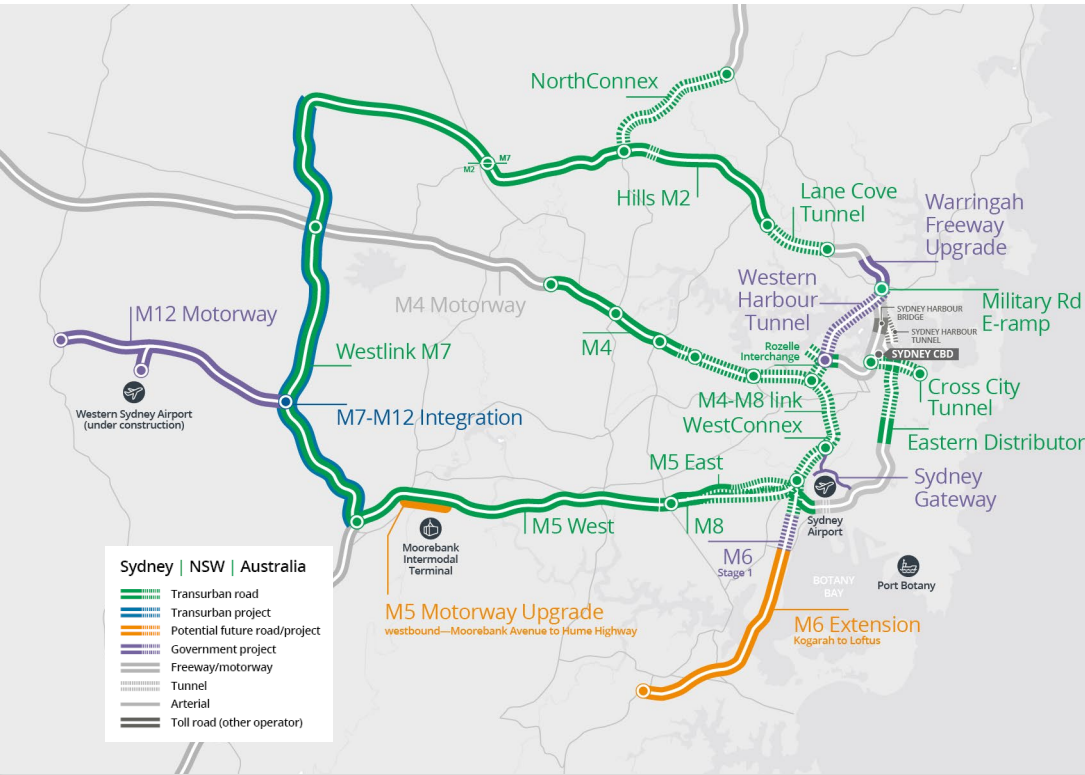 NorthConnex
M7
M2
Hills M2
Lane Cove
Tunnel
Warringah
Freeway
Upgrade
Western
Harbour
Tunnel
Military Rd
E-ramp
SYDNEY HARBOUR
BRIDGE
SYDNEY HARBOUR
TUNNEL
SYDNEY CBD
M4 Motorway
M12 Motorway
Westlink M7
M4
Rozelle
Interchange
Cross City
Tunnel
Western Sydney Airport
(under construction)
M7-M12 Integration
M4-M8 link
WestConnex
Eastern Distributor
M5 East
Sydney
Gateway
M5 West
M8
Sydney
Airport
Moorebank
Intermodal
Terminal
M6
Stage 1
BOTANY
BAY
Port Botany
M5 Motorway Upgrade
westbound—Moorebank Avenue to Hume Highway
M6 Extension
Kogarah to Loftus
Sydney | NSW | Australia
Transurban road
Transurban project
Potential future road/project
Government project
Freeway/motorway
Tunnel
Arterial
Toll road (other operator)